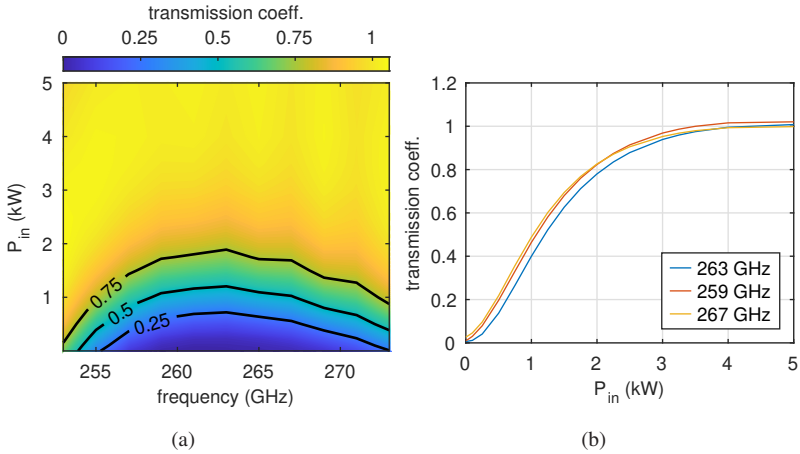 transmission coeff.
0 0.25 0.5 0.75 1
5
4
3
2
1
P_in (kW)
0.75
0.5
0.25
255 260 265 270
frequency (GHz)
(a)
1.2
1
0.8
0.6
0.4
0.2
0
transmission coeff.
263 GHz
259 GHz
267 GHz
0 1 2 3 4 5
P_in (kW)
(b)